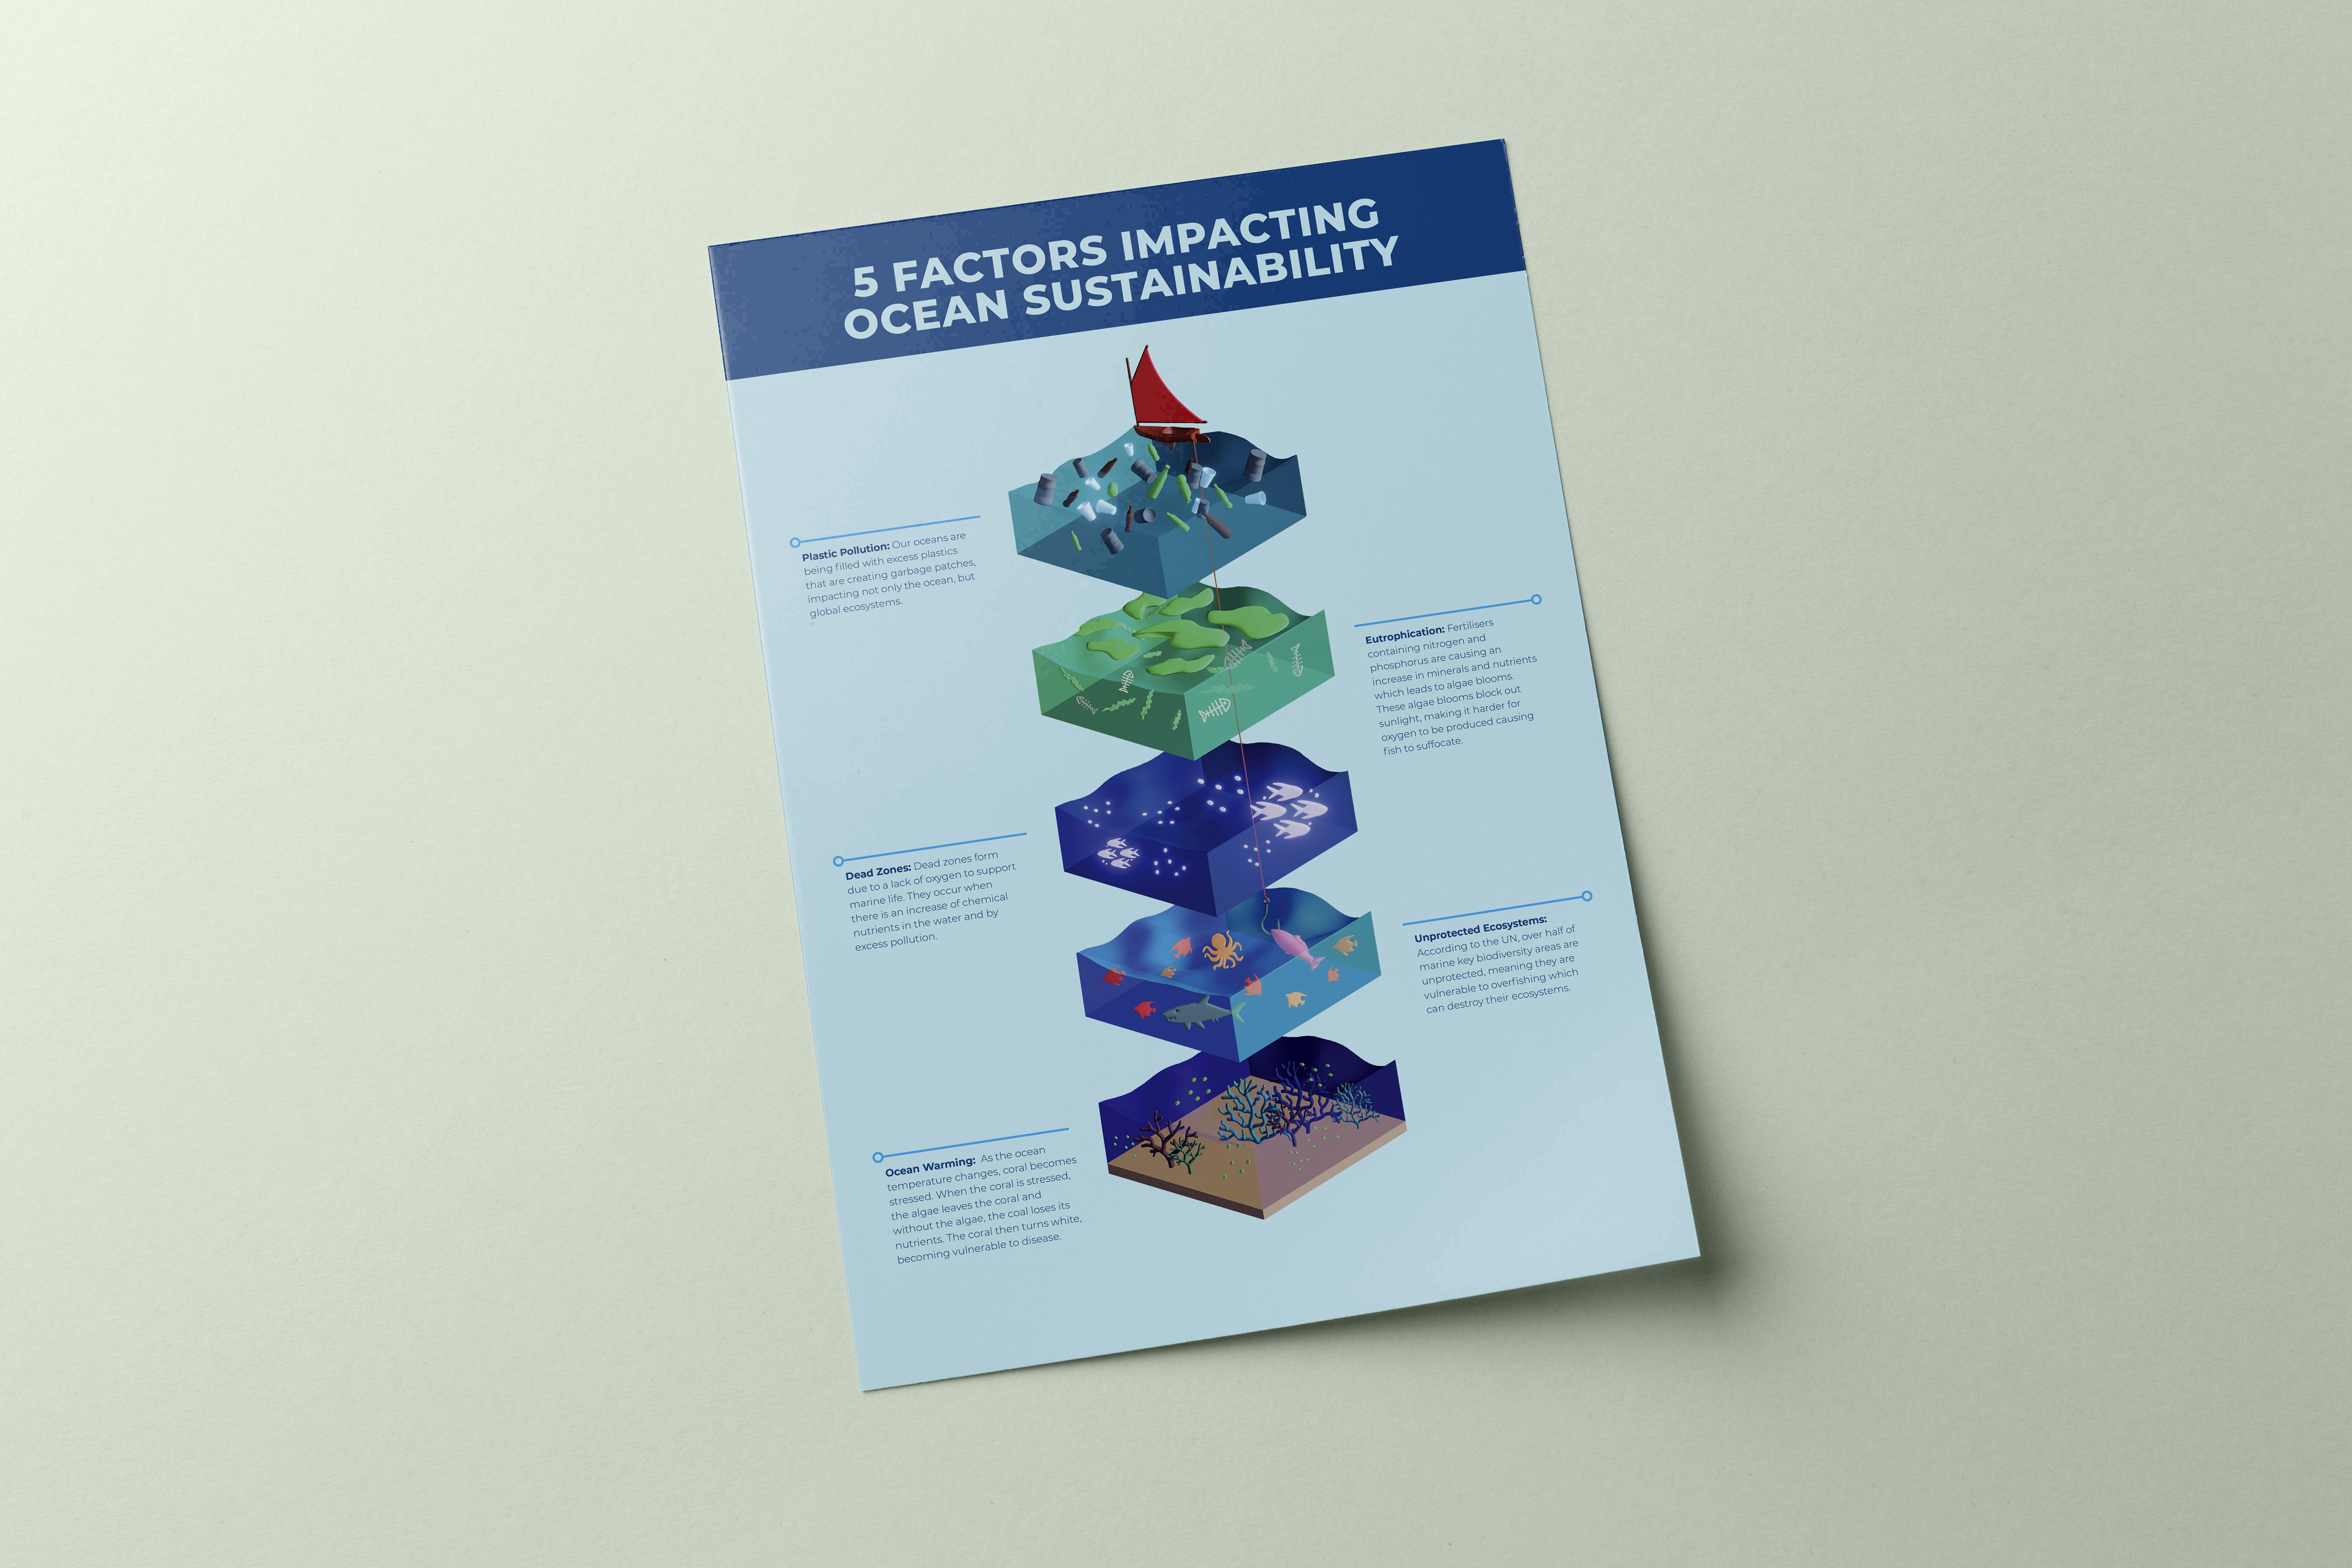 5 FACTORS IMPACTING
OCEAN SUSTAINABILITY
Plastic Pollution: Our oceans are
being filled with excess plastics
that are creating garbage patches,
impacting not only the ocean, but
global ecosystems.
Eutrophication: Fertilisers
containing nitrogen and
phosphorus are causing an
increase in minerals and nutrients
which leads to algae blooms.
These algae blooms block out
sunlight, making it harder for
oxygen to be produced causing
fish to suffocate.
Dead Zones: Dead zones form
due to a lack of oxygen to support
marine life. They occur when
there is an increase of chemical
nutrients in the water and by
excess pollution.
Unprotected Ecosystems:
According to the UN, over half of
marine key biodiversity areas are
unprotected, meaning they are
vulnerable to overfishing which
can destroy their ecosystems.
Ocean Warming: As the ocean
temperature changes, coral becomes
stressed. When the coral is stressed,
the algae leaves the coral and
without the algae, the coal loses its
nutrients. The coral then turns white,
becoming vulnerable to disease.